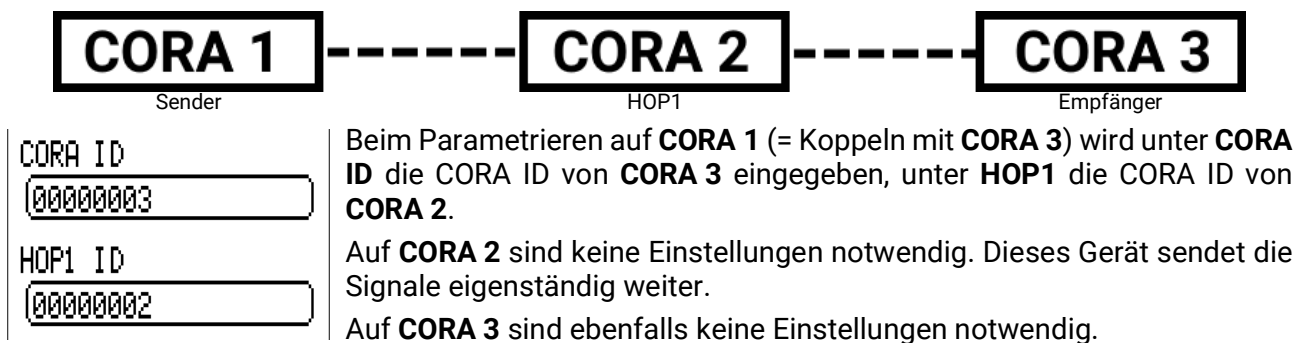 CORA 1 CORA 2 CORA 3
Sender HOP1 Empfänger
CORA ID
00000003
HOP1 ID
00000002
Beim Parametrieren auf CORA 1 (= Koppeln mit CORA 3) wird unter CORA
ID die CORA ID von CORA 3 eingegeben, unter HOP1 die CORA ID von
CORA 2.
Auf CORA 2 sind keine Einstellungen notwendig. Dieses Gerät sendet die
Signale eigenständig weiter.
Auf CORA 3 sind ebenfalls keine Einstellungen notwendig.